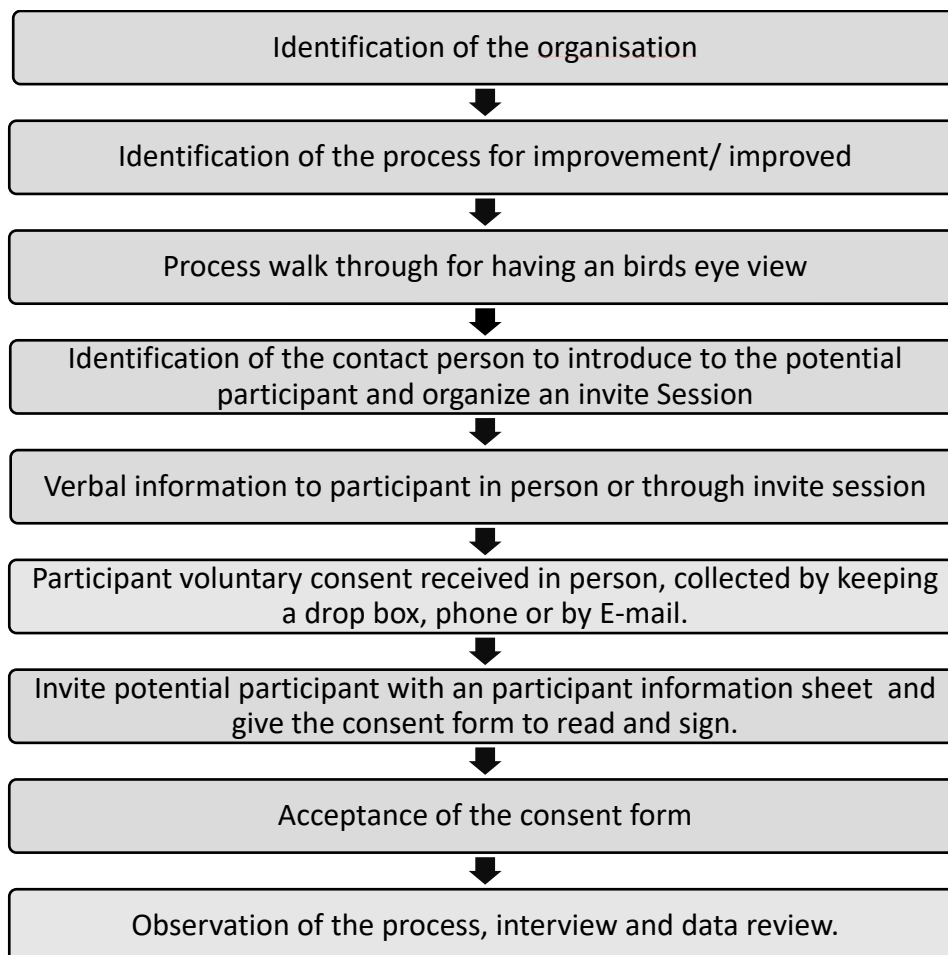 Identification of the organisation
Identification of the process for improvement/ improved
Process walk through for having an birds eye view
Identification of the contact person to introduce to the potential
participant and organize an invite Session
Verbal information to participant in person or through invite session
Participant voluntary consent received in person, collected by keeping
a drop box, phone or by E-mail.
Invite potential participant with an participant information sheet  and
give the consent form to read and sign.
Acceptance of the consent form
Observation of the process, interview and data review.